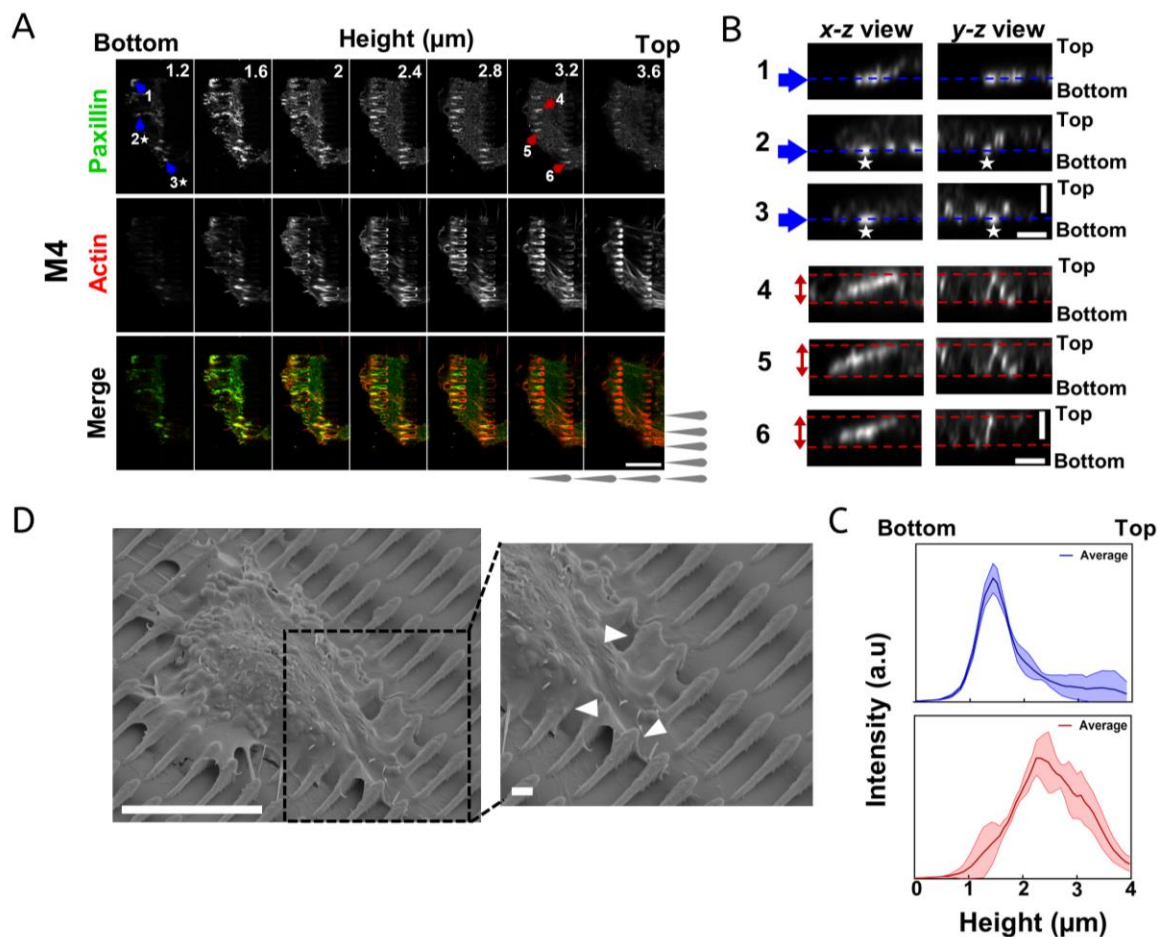 A
Bottom Height (µm) Top
1.2 1.6 2 2.4 2.8 3.2 3.6
1
2★
3★
4
5
6
Paxillin
M4
Actin
Merge
B
x-z view y-z view
1 Top
Bottom
2 Top
Bottom
3 Top
Bottom
4 Top
Bottom
5 Top
Bottom
6 Top
Bottom
D
C
Bottom Top
Average
Average
Intensity (a.u)
0 1 2 3 4
Height (µm)